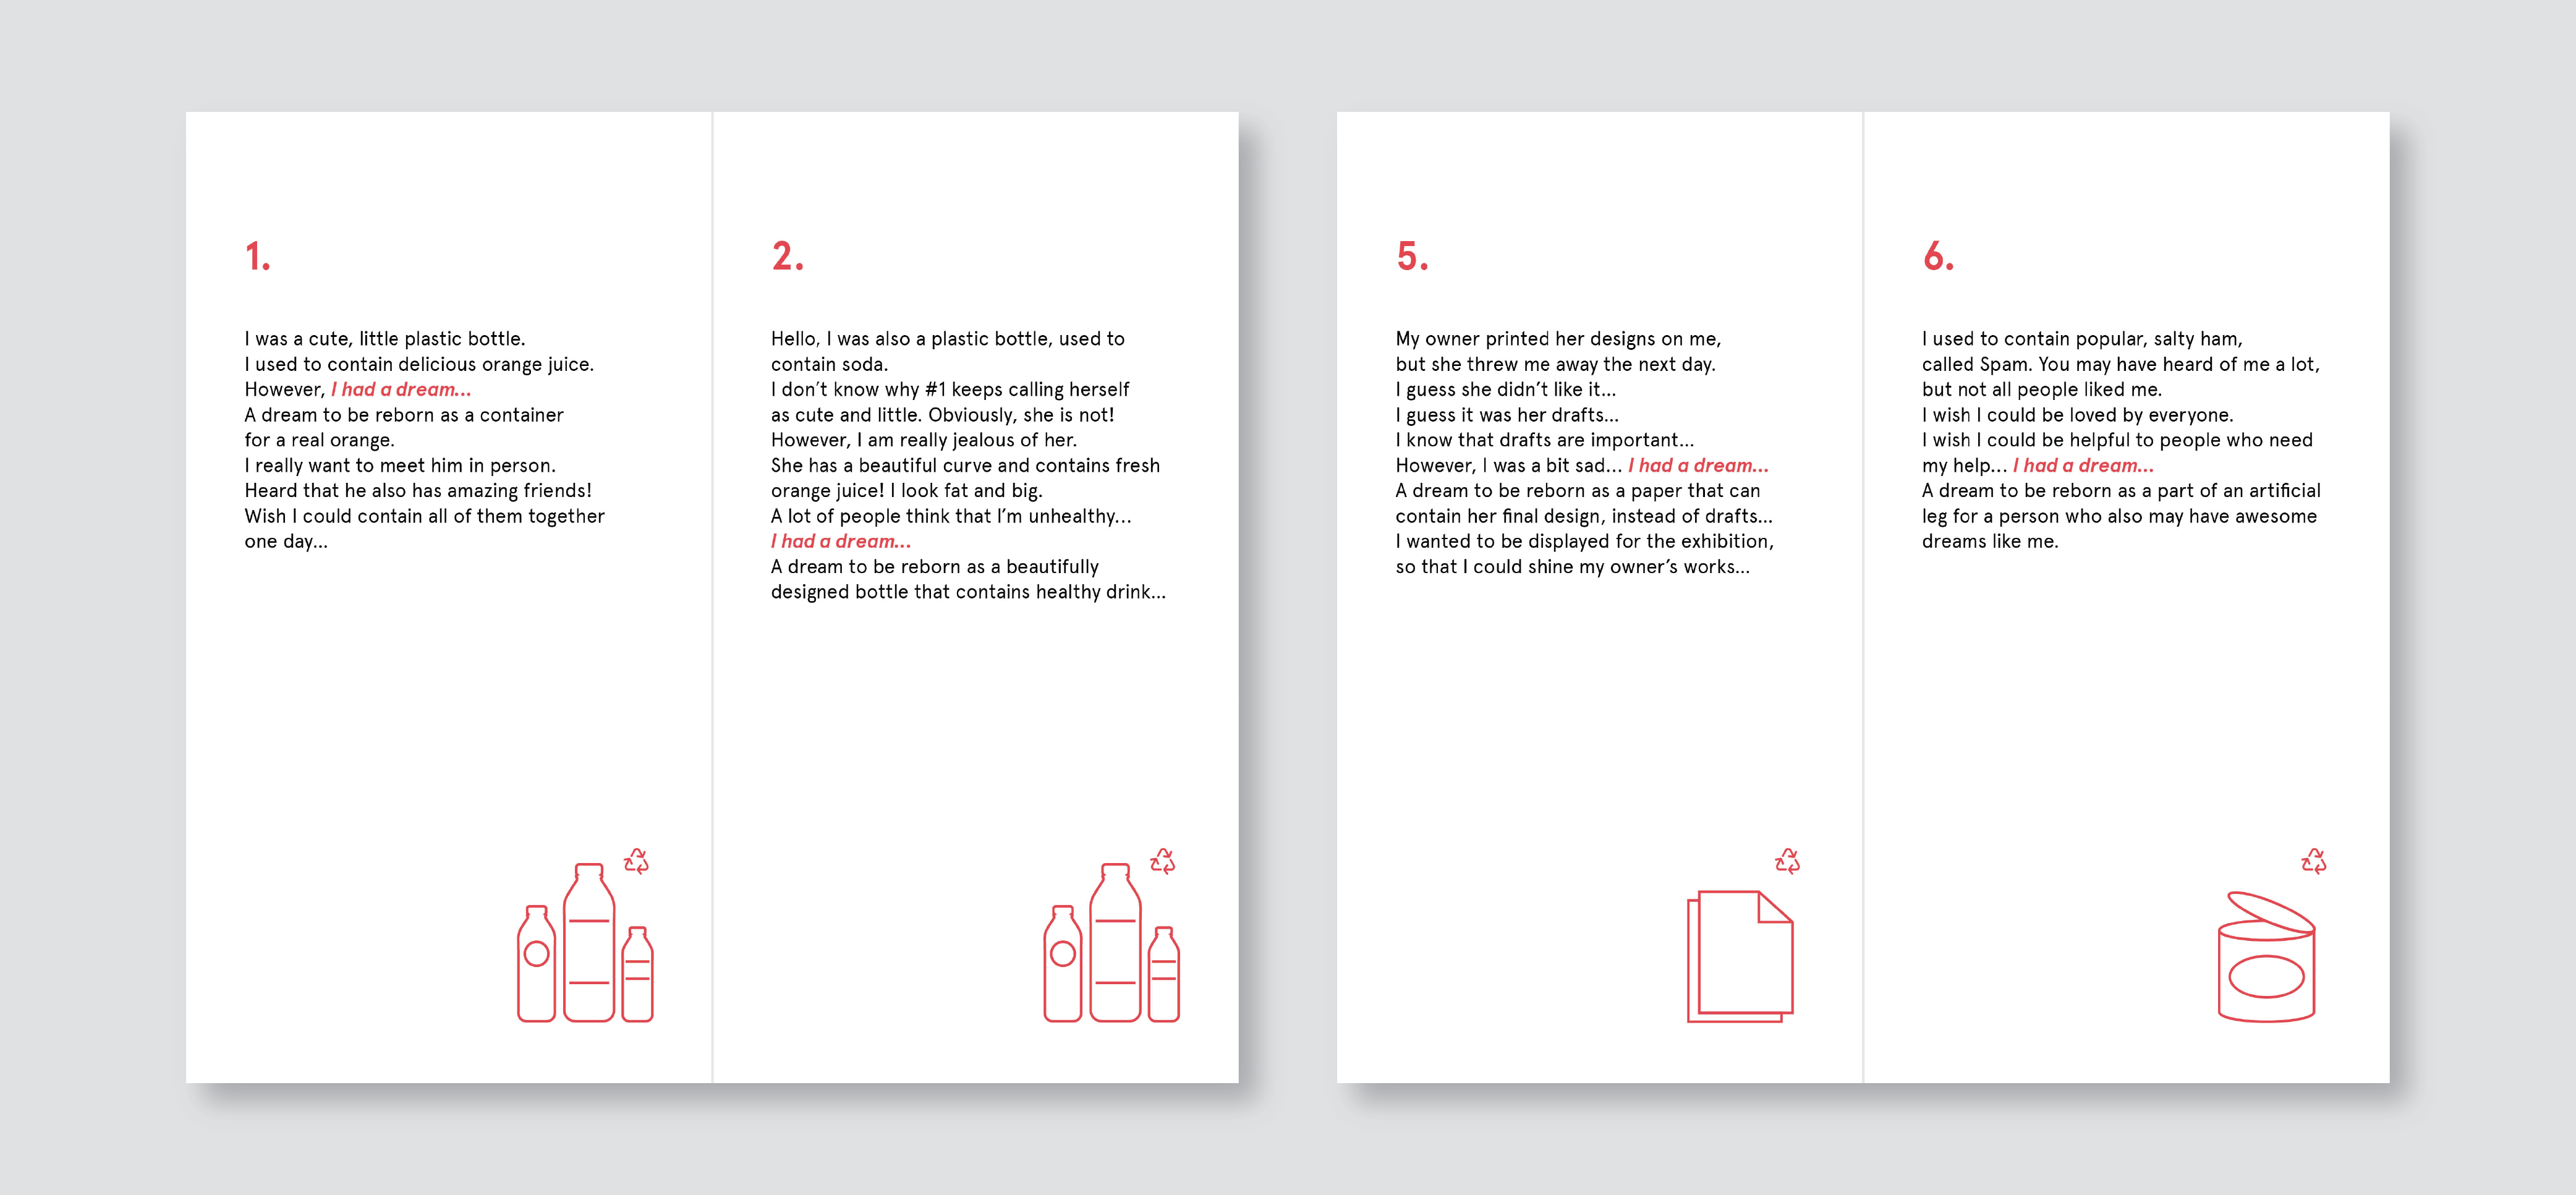 1.
I was a cute, little plastic bottle.
I used to contain delicious orange juice.
However, I had a dream...
A dream to be reborn as a container
for a real orange.
I really want to meet him in person.
Heard that he also has amazing friends!
Wish I could contain all of them together
one day...
2.
Hello, I was also a plastic bottle, used to
contain soda.
I don’t know why #1 keeps calling herself
as cute and little. Obviously, she is not!
However, I am really jealous of her.
She has a beautiful curve and contains fresh
orange juice! I look fat and big.
A lot of people think that I’m unhealthy...
I had a dream...
A dream to be reborn as a beautifully
designed bottle that contains healthy drink...
5.
My owner printed her designs on me,
but she threw me away the next day.
I guess she didn’t like it...
I guess it was her drafts...
I know that drafts are important...
However, I was a bit sad... I had a dream...
A dream to be reborn as a paper that can
contain her final design, instead of drafts...
I wanted to be displayed for the exhibition,
so that I could shine my owner’s works...
6.
I used to contain popular, salty ham,
called Spam. You may have heard of me a lot,
but not all people liked me.
I wish I could be loved by everyone.
I wish I could be helpful to people who need
my help... I had a dream...
A dream to be reborn as a part of an artificial
leg for a person who also may have awesome
dreams like me.